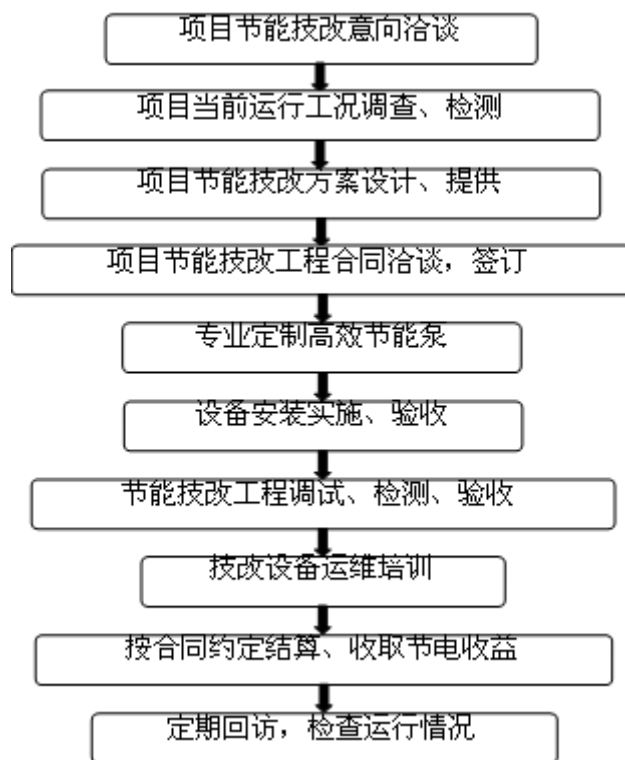 项目节能技改意向洽谈
项目当前运行工况调查、检测
项目节能技改方案设计、提供
项目节能技改工程合同洽谈，签订
专业定制高效节能泵
设备安装实施、验收
节能技改工程调试、检测、验收
技改设备运维培训
按合同约定结算、收取节电收益
定期回访，检查运行情况